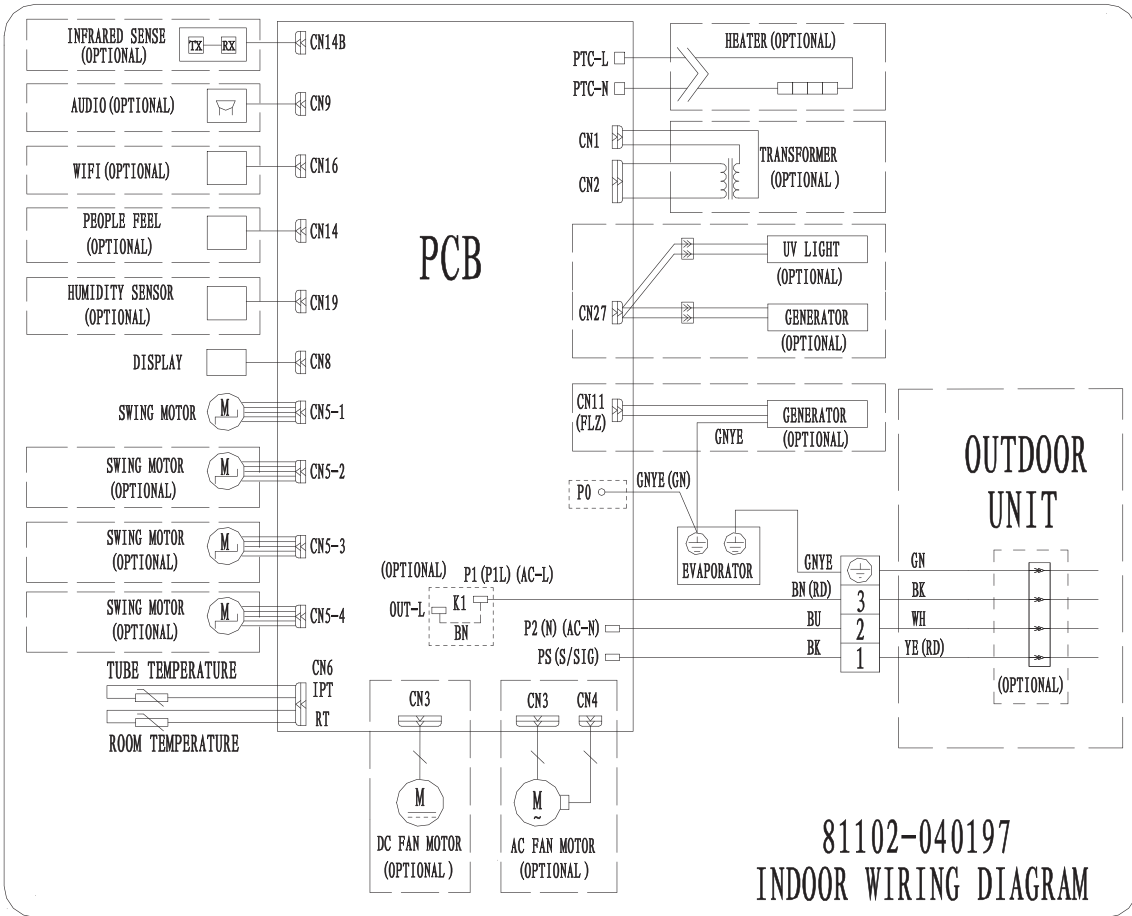 INFRARED SENSE
(OPTIONAL)
TX
RX
CN14B
AUDIO (OPTIONAL)
CN9
WIFI (OPTIONAL)
CN16
PEOPLE FEEL
(OPTIONAL)
CN14
HUMIDITY SENSOR
(OPTIONAL)
CN19
DISPLAY
CN8
SWING MOTOR
M
CN5-1
SWING MOTOR
(OPTIONAL)
M
CN5-2
SWING MOTOR
(OPTIONAL)
M
CN5-3
SWING MOTOR
(OPTIONAL)
M
CN5-4
TUBE TEMPERATURE
CN6
IPT
RT
ROOM TEMPERATURE
PCB
PTC-L
PTC-N
HEATER (OPTIONAL)
CN1
CN2
TRANSFORMER
(OPTIONAL )
CN27
UV LIGHT
(OPTIONAL)
GENERATOR
(OPTIONAL)
CN11
(FLZ)
GENERATOR
(OPTIONAL)
GNYE
P0
GNYE (GN)
EVAPORATOR
(OPTIONAL)
P1 (P1L) (AC-L)
OUT-L
K1
BN
P2 (N) (AC-N)
PS (S/SIG)
GNYE
BN (RD)
BU
BK
3
2
1
GN
BK
WH
YE (RD)
OUTDOOR
UNIT
(OPTIONAL)
CN3
M
DC FAN MOTOR
(OPTIONAL )
CN3
CN4
M
~
AC FAN MOTOR
(OPTIONAL )
81102-040197
INDOOR WIRING DIAGRAM